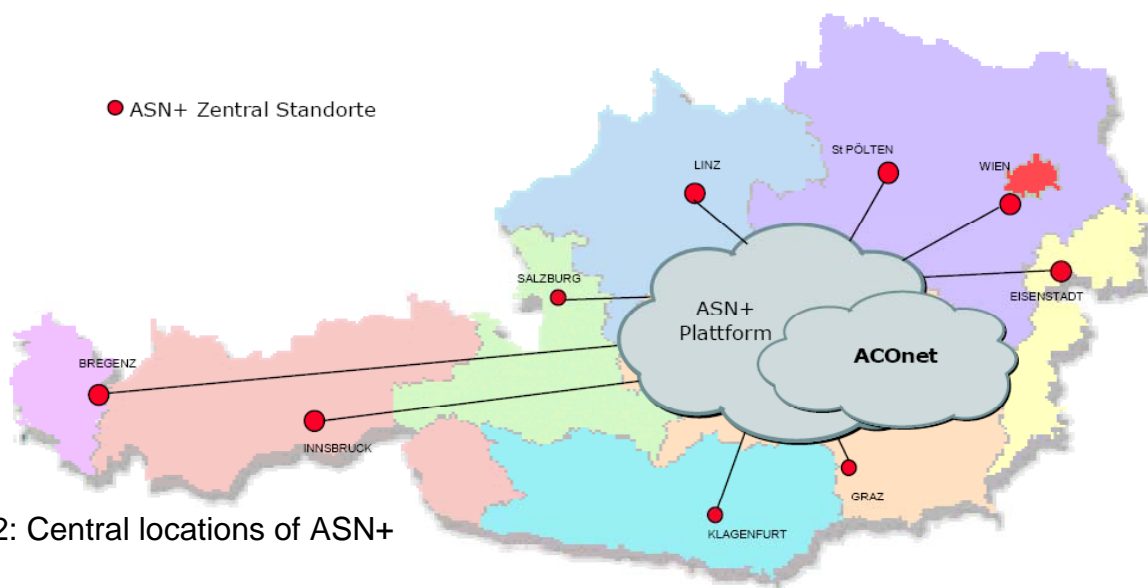 ASN+ Zentral Standorte
St PÖLTEN
LINZ
WIEN
SALZBURG
EISENSTADT
ASN+
Plattform
ACOnet
BREGENZ
INNSBRUCK
GRAZ
KLAGENFURT
2: Central locations of ASN+